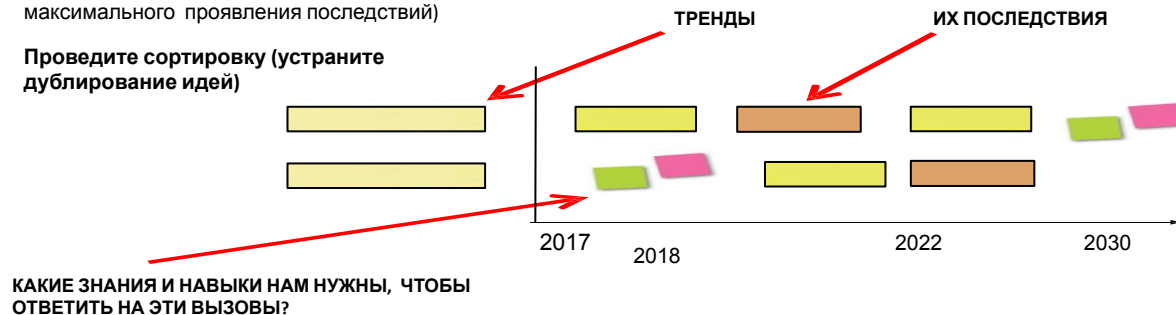 максимального проявления последствий)
ТРЕНДЫ
ИХ ПОСЛЕДСТВИЯ
Проведите сортировку (устраните
дублирование идей)
2017
2018
2022
2030
КАКИЕ ЗНАНИЯ И НАВЫКИ НАМ НУЖНЫ, ЧТОБЫ
ОТВЕТИТЬ НА ЭТИ ВЫЗОВЫ?